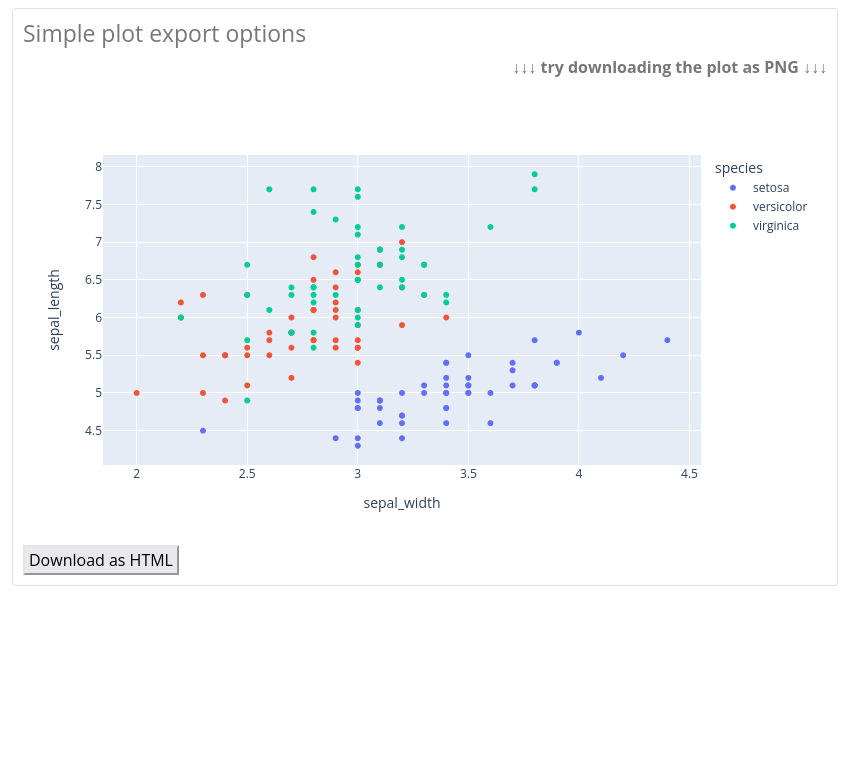 Simple plot export options
↓↓↓ try downloading the plot as PNG ↓↓↓
8
7.5
7
6.5
6
5.5
5
4.5
sepal_length
2 2.5 3 3.5 4 4.5
sepal_width
species
setosa
versicolor
virginica
Download as HTML